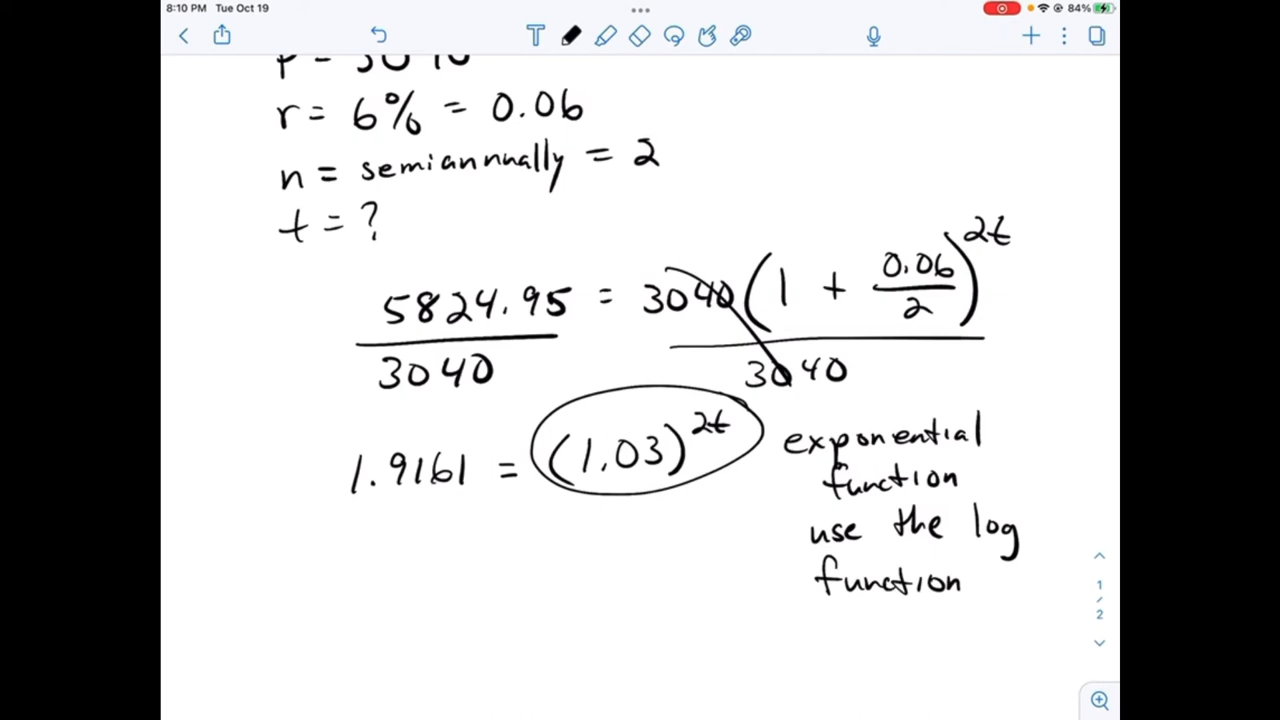 8:10 PM Tue Oct 19
84%
T
P = 3040
r = 6% = 0.06
n = semiannually = 2
t = ?
5824.95 = 3040 (1 + 0.06/2)^2t
3040 3040
1.9161 = (1.03)^2t
exponential
function
use the log
function
1
/
2